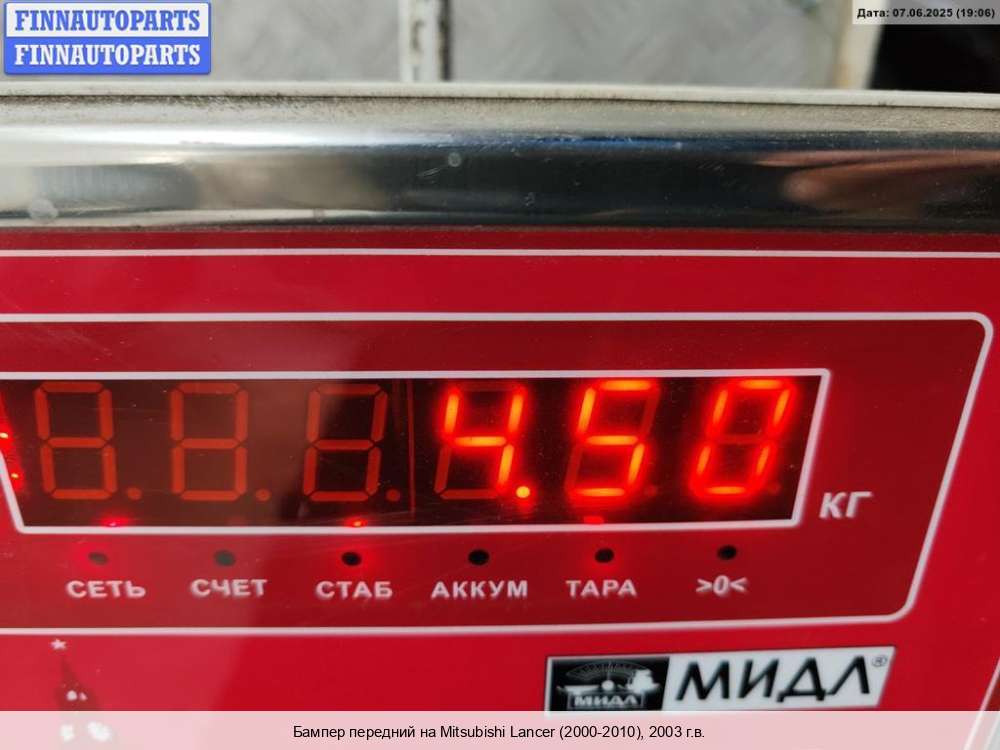 FINNAUTOPARTS
FINNAUTOPARTS
Дата: 07.06.2025 (19:06)
4.50
КГ
СЕТЬ СЧЕТ СТАБ АККУМ ТАРА >0<
МИДЛ МИДЛ®
Бампер передний на Mitsubishi Lancer (2000-2010), 2003 г.в.